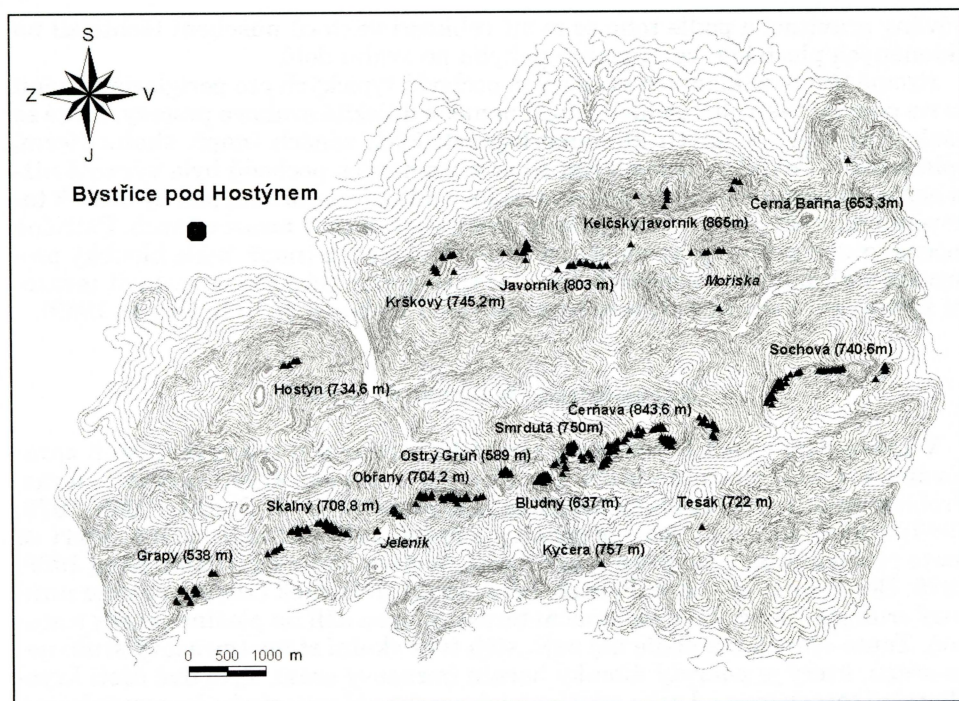 S
Z V
J
Bystřice pod Hostýnem
Černá Bařina (653,3m)
Kelčský javorník (865m)
Mořiska
Javorník (803 m)
Krškový (745,2m)
Sochová (740,6m)
Hostýn (734,6 m)
Čerňava (843,6 m)
Smrdutá (750m)
Ostrý Grúň (589 m)
Obřany (704,2 m)
Bludný (637 m)
Tesák (722 m)
Skalný (708,8 m)
Jeleník
Kyčera (757 m)
Grapy (538 m)
0 500 1000 m